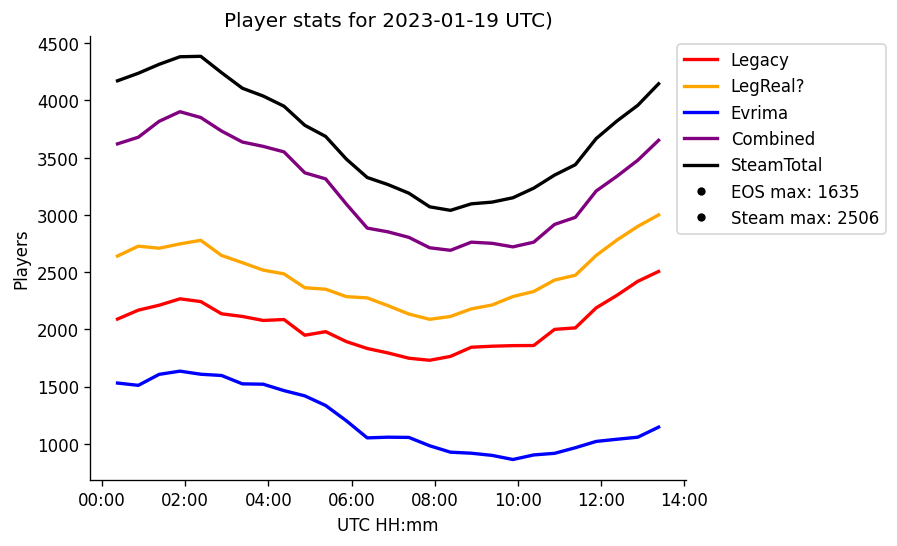 Player stats for 2023-01-19 UTC)
4500
4000
3500
3000
2500
2000
1500
1000
Players
00:00 02:00 04:00 06:00 08:00 10:00 12:00 14:00
UTC HH:mm
Legacy
LegReal?
Evrima
Combined
SteamTotal
EOS max: 1635
Steam max: 2506